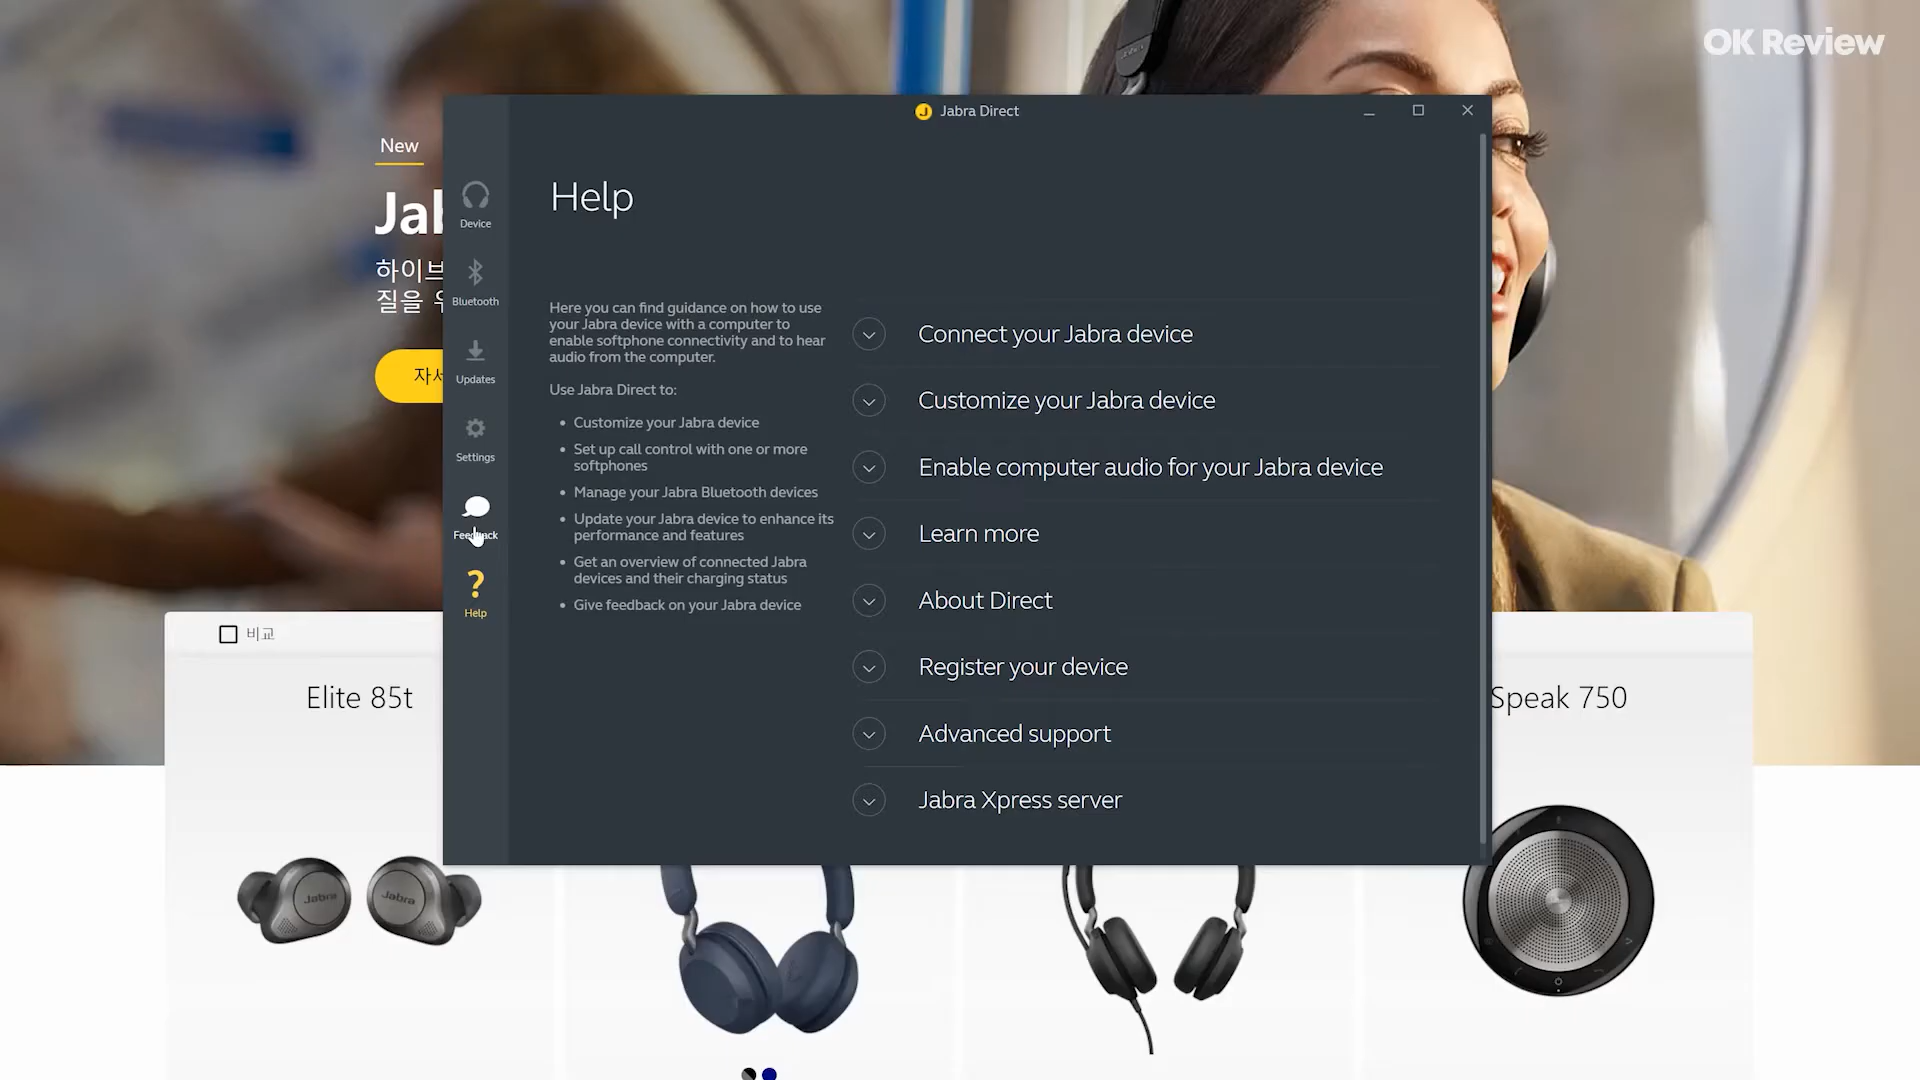 OK Review
Jabra
Jabra Direct
New
Jab
하이브
질을 우
자세
Device
Bluetooth
Updates
Settings
Feedback
Help
Help
Here you can find guidance on how to use
your Jabra device with a computer to
enable softphone connectivity and to hear
audio from the computer.
Use Jabra Direct to:
• Customize your Jabra device
• Set up call control with one or more
softphones
• Manage your Jabra Bluetooth devices
• Update your Jabra device to enhance its
performance and features
• Get an overview of connected Jabra
devices and their charging status
• Give feedback on your Jabra device
Connect your Jabra device
Customize your Jabra device
Enable computer audio for your Jabra device
Learn more
About Direct
Register your device
Advanced support
Jabra Xpress server
비교
Elite 85t
Speak 750
Jabra
Jabra